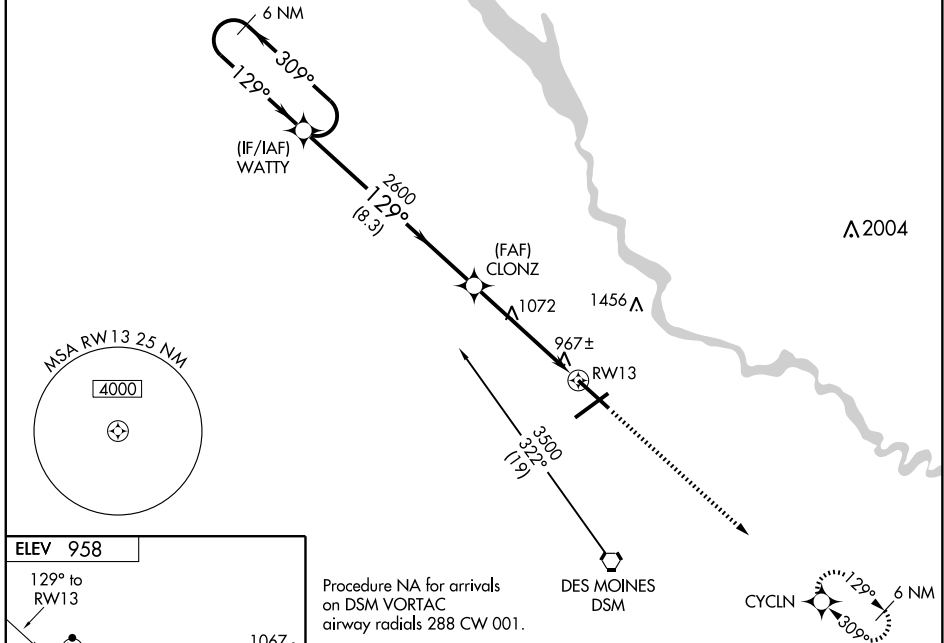 6 NM
309°
129°
(IF/IAF)
WATTY
2600
129°
(8.3)
2004
(FAF)
CLONZ
1072
1456
967±
RW13
MSA RW13 25 NM
4000
3500
322°
(19)
ELEV 958
129° to
RW13
1067
Procedure NA for arrivals
on DSM VORTAC
airway radials 288 CW 001.
DES MOINES
DSM
CYCLN
129°
6 NM
309°